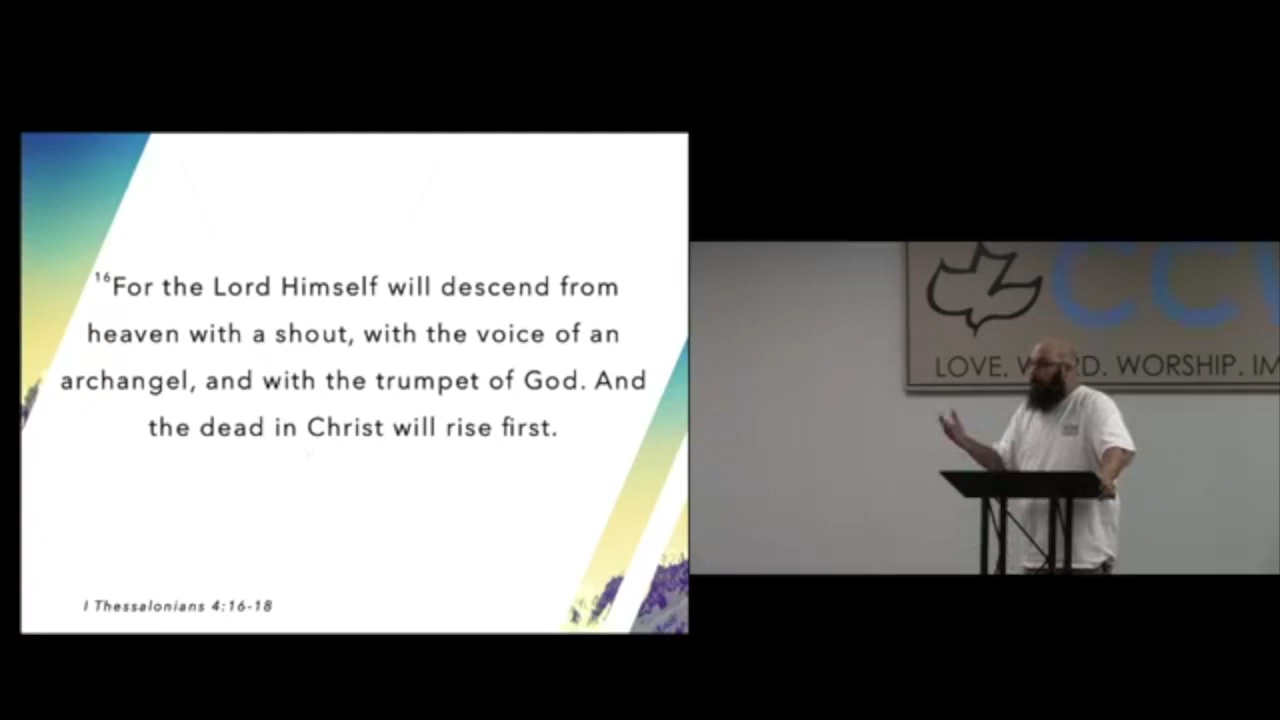 ¹⁶For the Lord Himself will descend from
heaven with a shout, with the voice of an
archangel, and with the trumpet of God. And
the dead in Christ will rise first.
I Thessalonians 4:16-18
CC
LOVE. WORSHIP.